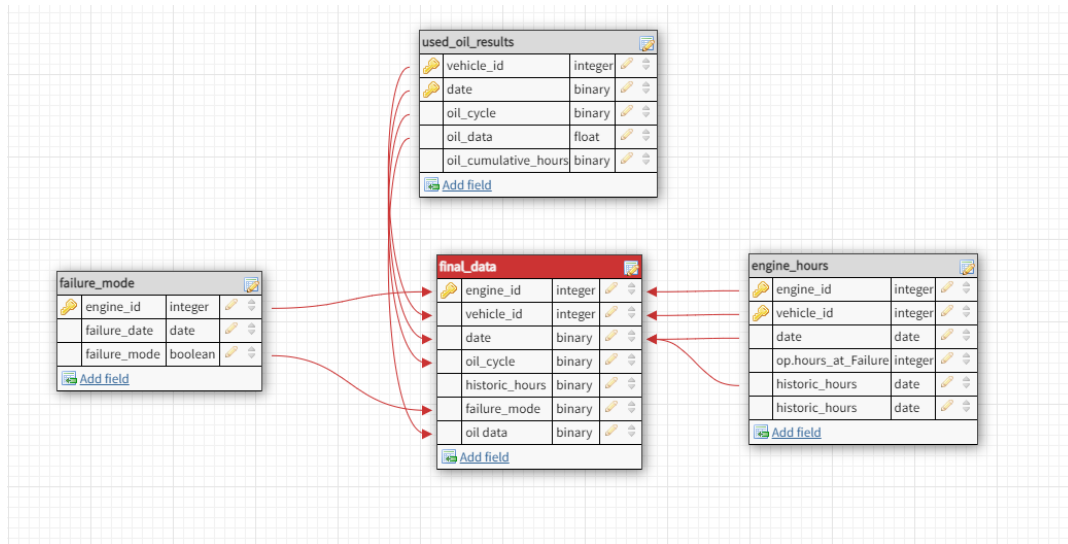 used_oil_results
vehicle_id integer
date binary
oil_cycle binary
oil_data float
oil_cumulative_hours binary
Add field
failure_mode
engine_id integer
failure_date date
failure_mode boolean
Add field
final_data
engine_id integer
vehicle_id integer
date binary
oil_cycle binary
historic_hours binary
failure_mode binary
oil data binary
Add field
engine_hours
engine_id integer
vehicle_id integer
date date
op.hours_at_Failure integer
historic_hours date
historic_hours date
Add field